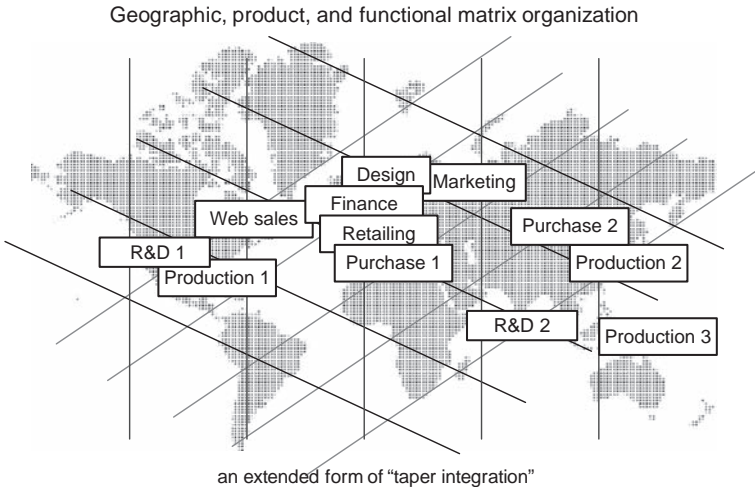 Geographic, product, and functional matrix organization
Design
Marketing
Finance
Web sales
Retailing
Purchase 2
R&D 1
Purchase 1
Production 2
Production 1
R&D 2
Production 3
an extended form of “taper integration”